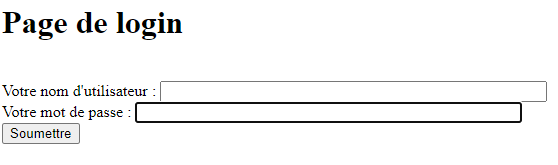 Page de login
Votre nom d'utilisateur :
Votre mot de passe :
Soumettre